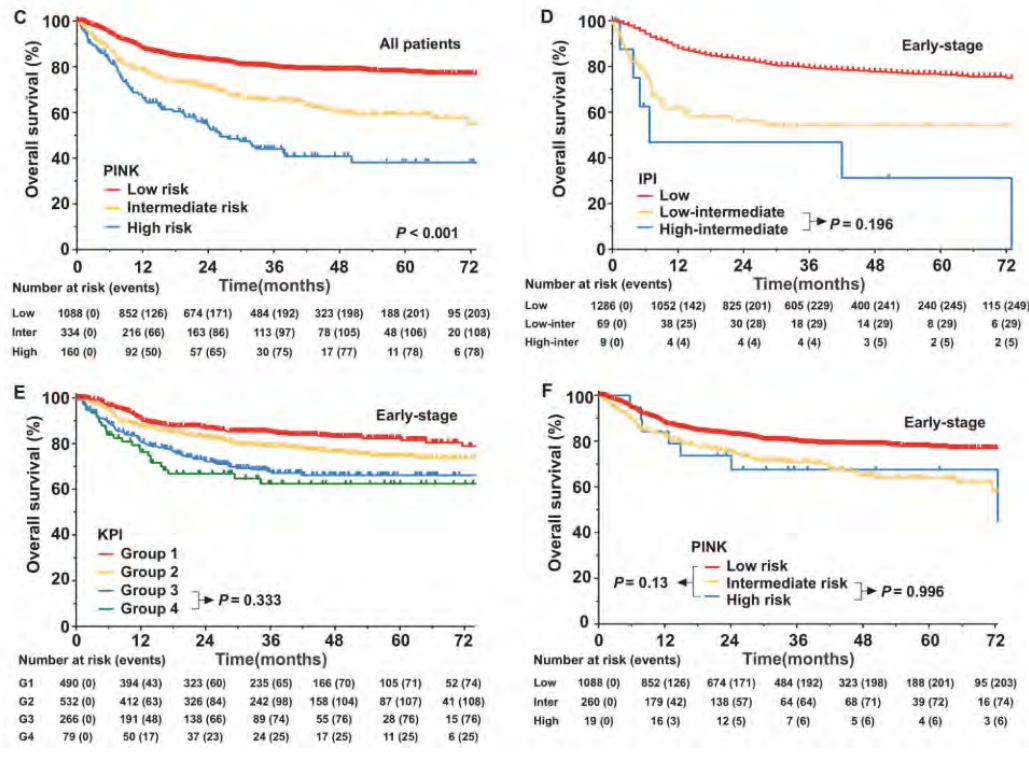 C
100
80
60
40
20
0
Overall survival (%)
All patients
PINK
Low risk
Intermediate risk
High risk
P < 0.001
0 12 24 36 48 60 72
Number at risk (events) Time(months)
Low 1088 (0) 852 (126) 674 (171) 484 (192) 323 (198) 188 (201) 95 (203)
Inter 334 (0) 216 (66) 163 (86) 113 (97) 78 (105) 48 (106) 20 (108)
High 160 (0) 92 (50) 57 (65) 30 (75) 17 (77) 11 (78) 6 (78)
D
100
80
60
40
20
0
Overall survival (%)
Early-stage
IPI
Low
Low-intermediate
High-intermediate
P = 0.196
0 12 24 36 48 60 72
Number at risk (events) Time(months)
Low 1286 (0) 1052 (142) 825 (201) 605 (229) 400 (241) 240 (245) 115 (249)
Low-inter 69 (0) 38 (25) 30 (28) 18 (29) 14 (29) 8 (29) 6 (29)
High-inter 9 (0) 4 (4) 4 (4) 4 (4) 3 (5) 2 (5) 2 (5)
E
100
80
60
40
20
0
Overall survival (%)
Early-stage
KPI
Group 1
Group 2
Group 3
Group 4
P = 0.333
0 12 24 36 48 60 72
Number at risk (events) Time(months)
G1 490 (0) 394 (43) 323 (60) 235 (65) 166 (70) 105 (71) 52 (74)
G2 532 (0) 412 (63) 326 (84) 242 (98) 158 (104) 87 (107) 41 (108)
G3 266 (0) 191 (48) 138 (66) 89 (74) 55 (76) 28 (76) 15 (76)
G4 79 (0) 50 (17) 37 (23) 24 (25) 17 (25) 11 (25) 6 (25)
F
100
80
60
40
20
0
Overall survival (%)
Early-stage
PINK
Low risk
Intermediate risk
High risk
P = 0.13
P = 0.996
0 12 24 36 48 60 72
Number at risk (events) Time(months)
Low 1088 (0) 852 (126) 674 (171) 484 (192) 323 (198) 188 (201) 95 (203)
Inter 260 (0) 179 (42) 138 (57) 64 (64) 68 (71) 39 (72) 16 (74)
High 19 (0) 16 (3) 12 (5) 7 (6) 5 (6) 4 (6) 3 (6)